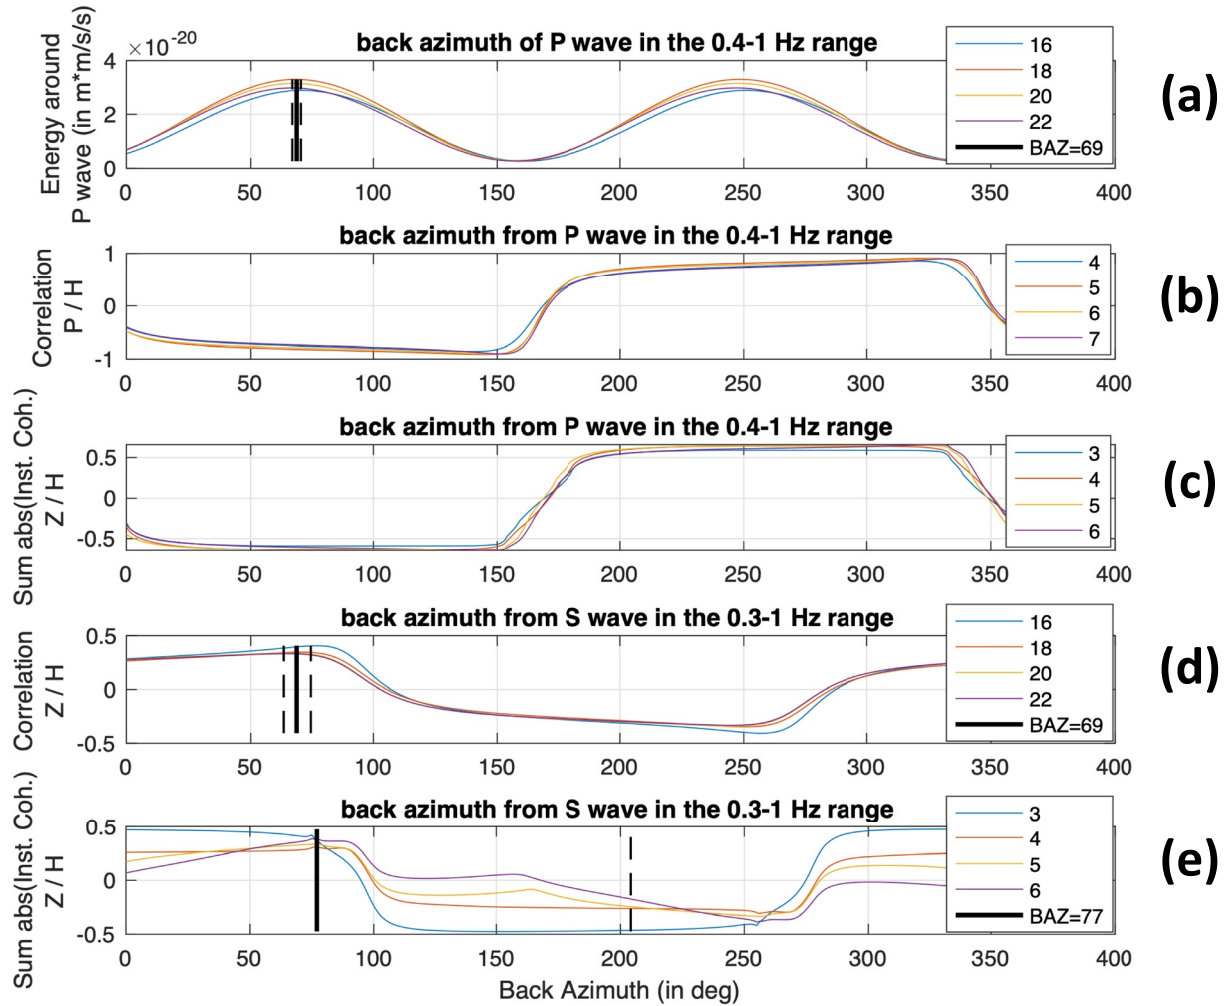 ×10-20
back azimuth of P wave in the 0.4-1 Hz range
Energy around
P wave (in m*m/s/s)
4
2
0
0 50 100 150 200 250 300 350 400
16
18
20
22
BAZ=69
(a)
back azimuth from P wave in the 0.4-1 Hz range
Correlation
P / H
1
0
-1
0 50 100 150 200 250 300 350 400
4
5
6
7
(b)
back azimuth from P wave in the 0.4-1 Hz range
Sum abs(Inst. Coh.)
Z / H
0.5
0
-0.5
0 50 100 150 200 250 300 350 400
3
4
5
6
(c)
back azimuth from S wave in the 0.3-1 Hz range
Correlation
Z / H
0.5
0
-0.5
0 50 100 150 200 250 300 350 400
16
18
20
22
BAZ=69
(d)
back azimuth from S wave in the 0.3-1 Hz range
Sum abs(Inst. Coh.)
Z / H
0.5
0
-0.5
0 50 100 150 200 250 300 350 400
3
4
5
6
BAZ=77
(e)
Back Azimuth (in deg)